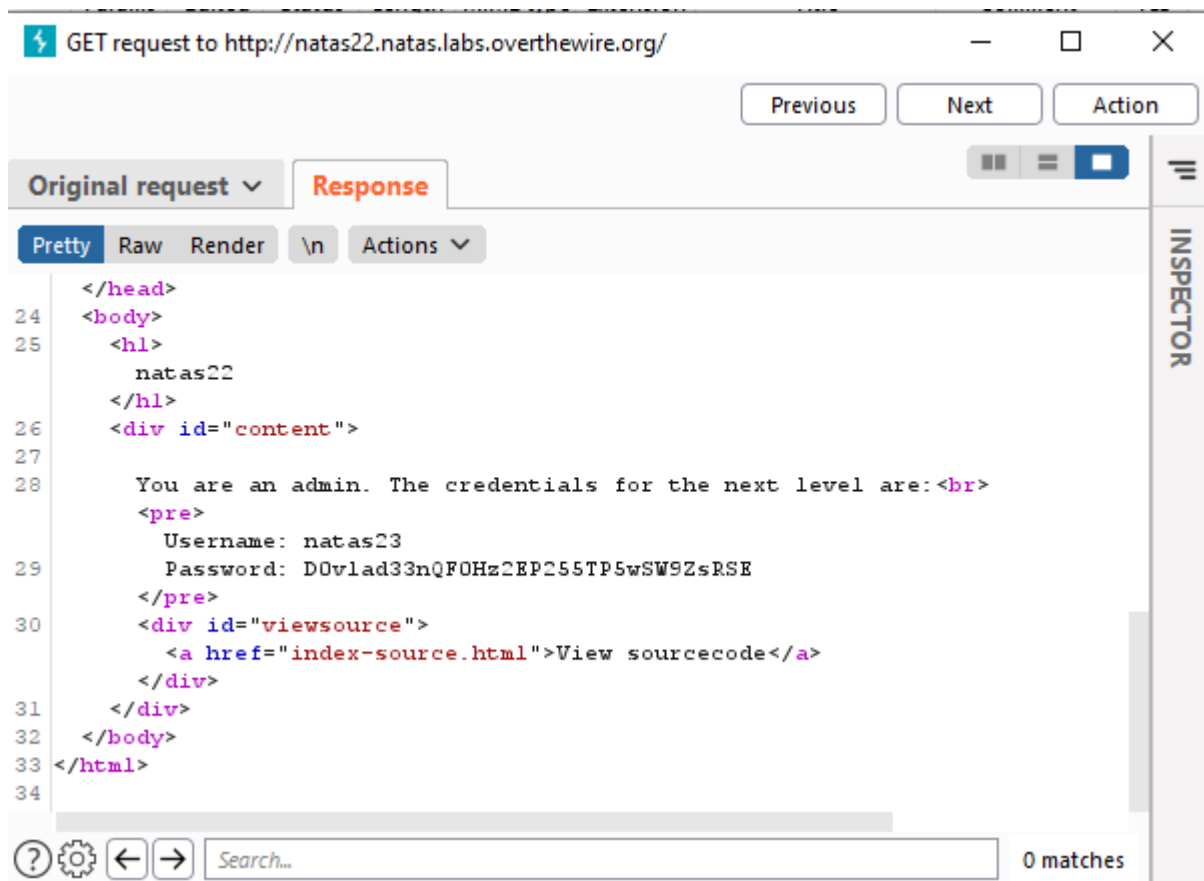 GET request to http://natas22.natas.labs.overthewire.org/
Previous Next Action
Original request Response
Pretty Raw Render \n Actions
INSPECTOR
</head>
24 <body>
25 <h1>
natas22
</h1>
26 <div id="content">
27
28 You are an admin. The credentials for the next level are:<br>
<pre>
Username: natas23
29 Password: D0vlad33nQF0Hz2EP255TP5wSW9ZsRSE
</pre>
30 <div id="viewsource">
<a href="index-source.html">View sourcecode</a>
</div>
31 </div>
32 </body>
33 </html>
34
Search... 0 matches